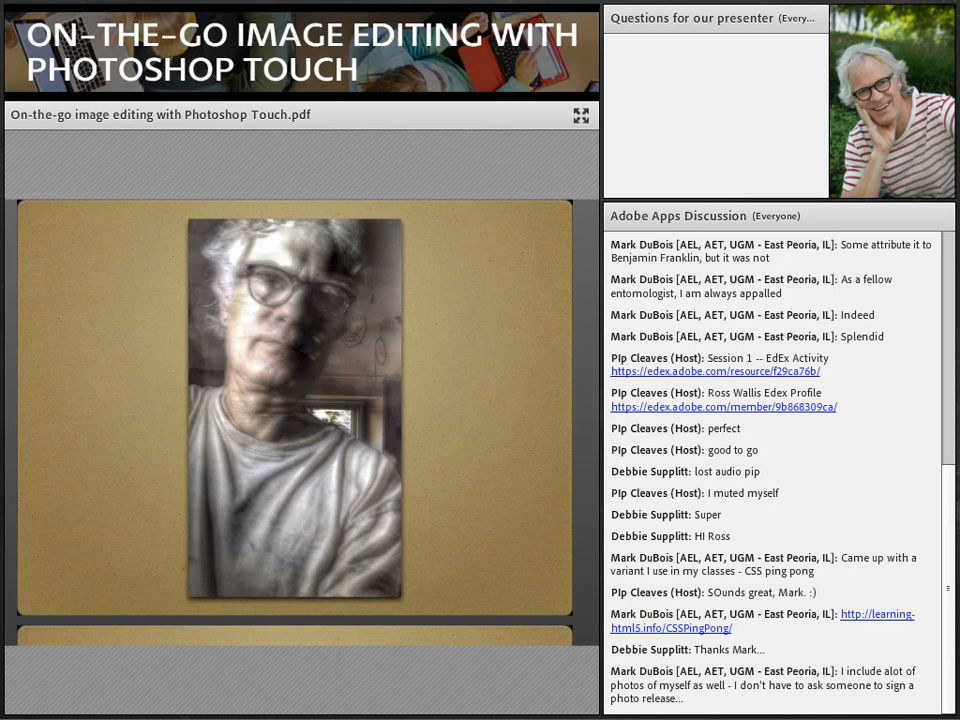 ON-THE-GO IMAGE EDITING WITH
PHOTOSHOP TOUCH
On-the-go image editing with Photoshop Touch.pdf
Questions for our presenter (Every...
Adobe Apps Discussion (Everyone)
Mark DuBois [AEL, AET, UGM - East Peoria, IL]: Some attribute it to
Benjamin Franklin, but it was not
Mark DuBois [AEL, AET, UGM - East Peoria, IL]: As a fellow
entomologist, I am always appalled
Mark DuBois [AEL, AET, UGM - East Peoria, IL]: Indeed
Mark DuBois [AEL, AET, UGM - East Peoria, IL]: Splendid
PIp Cleaves (Host): Session 1 -- EdEx Activity
https://edex.adobe.com/resource/f29ca76b/
PIp Cleaves (Host): Ross Wallis Edex Profile
https://edex.adobe.com/member/9b868309ca/
PIp Cleaves (Host): perfect
PIp Cleaves (Host): good to go
Debbie Supplitt: lost audio pip
PIp Cleaves (Host): I muted myself
Debbie Supplitt: Super
Debbie Supplitt: HI Ross
Mark DuBois [AEL, AET, UGM - East Peoria, IL]: Came up with a
variant I use in my classes - CSS ping pong
PIp Cleaves (Host): SOunds great, Mark. :)
Mark DuBois [AEL, AET, UGM - East Peoria, IL]: http://learning-
html5.info/CSSPingPong/
Debbie Supplitt: Thanks Mark...
Mark DuBois [AEL, AET, UGM - East Peoria, IL]: I include alot of
photos of myself as well - I don't have to ask someone to sign a
photo release...